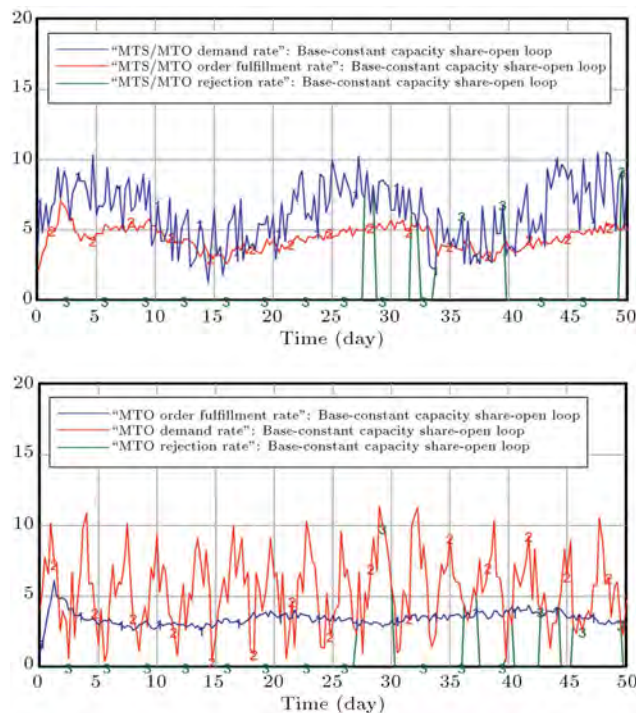 20
"MTS/MTO demand rate": Base-constant capacity share-open loop
"MTS/MTO order fulfillment rate": Base-constant capacity share-open loop
"MTS/MTO rejection rate": Base-constant capacity share-open loop
15
10
5
0
0 5 10 15 20 25 30 35 40 45 50
Time (day)
20
"MTO order fulfillment rate": Base-constant capacity share-open loop
"MTO demand rate": Base-constant capacity share-open loop
"MTO rejection rate": Base-constant capacity share-open loop
15
10
5
0
0 5 10 15 20 25 30 35 40 45 50
Time (day)